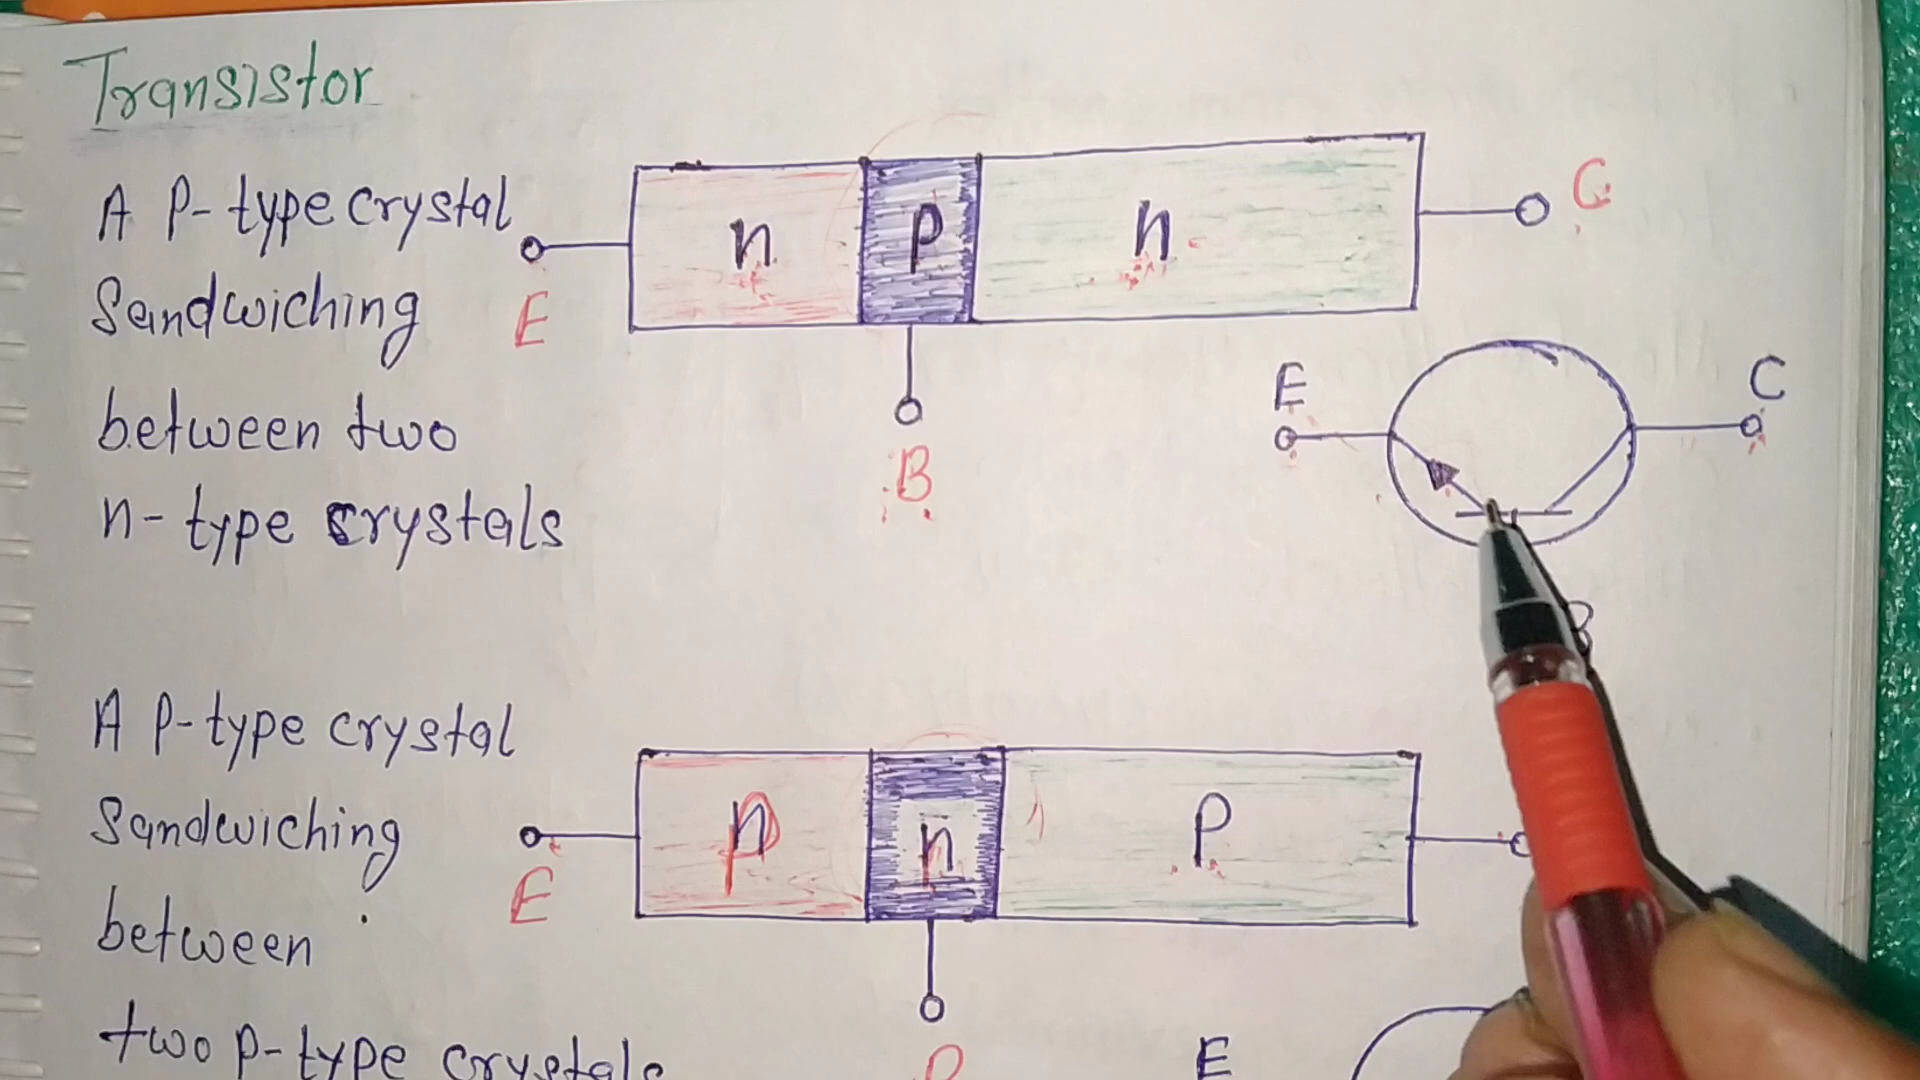 Transistor
A P-type crystal
Sandwiching
between two
n-type crystals
n P n
E
B
C
E
C
B
A P-type crystal
Sandwiching
between
two p-type crystals
p n P
E
E